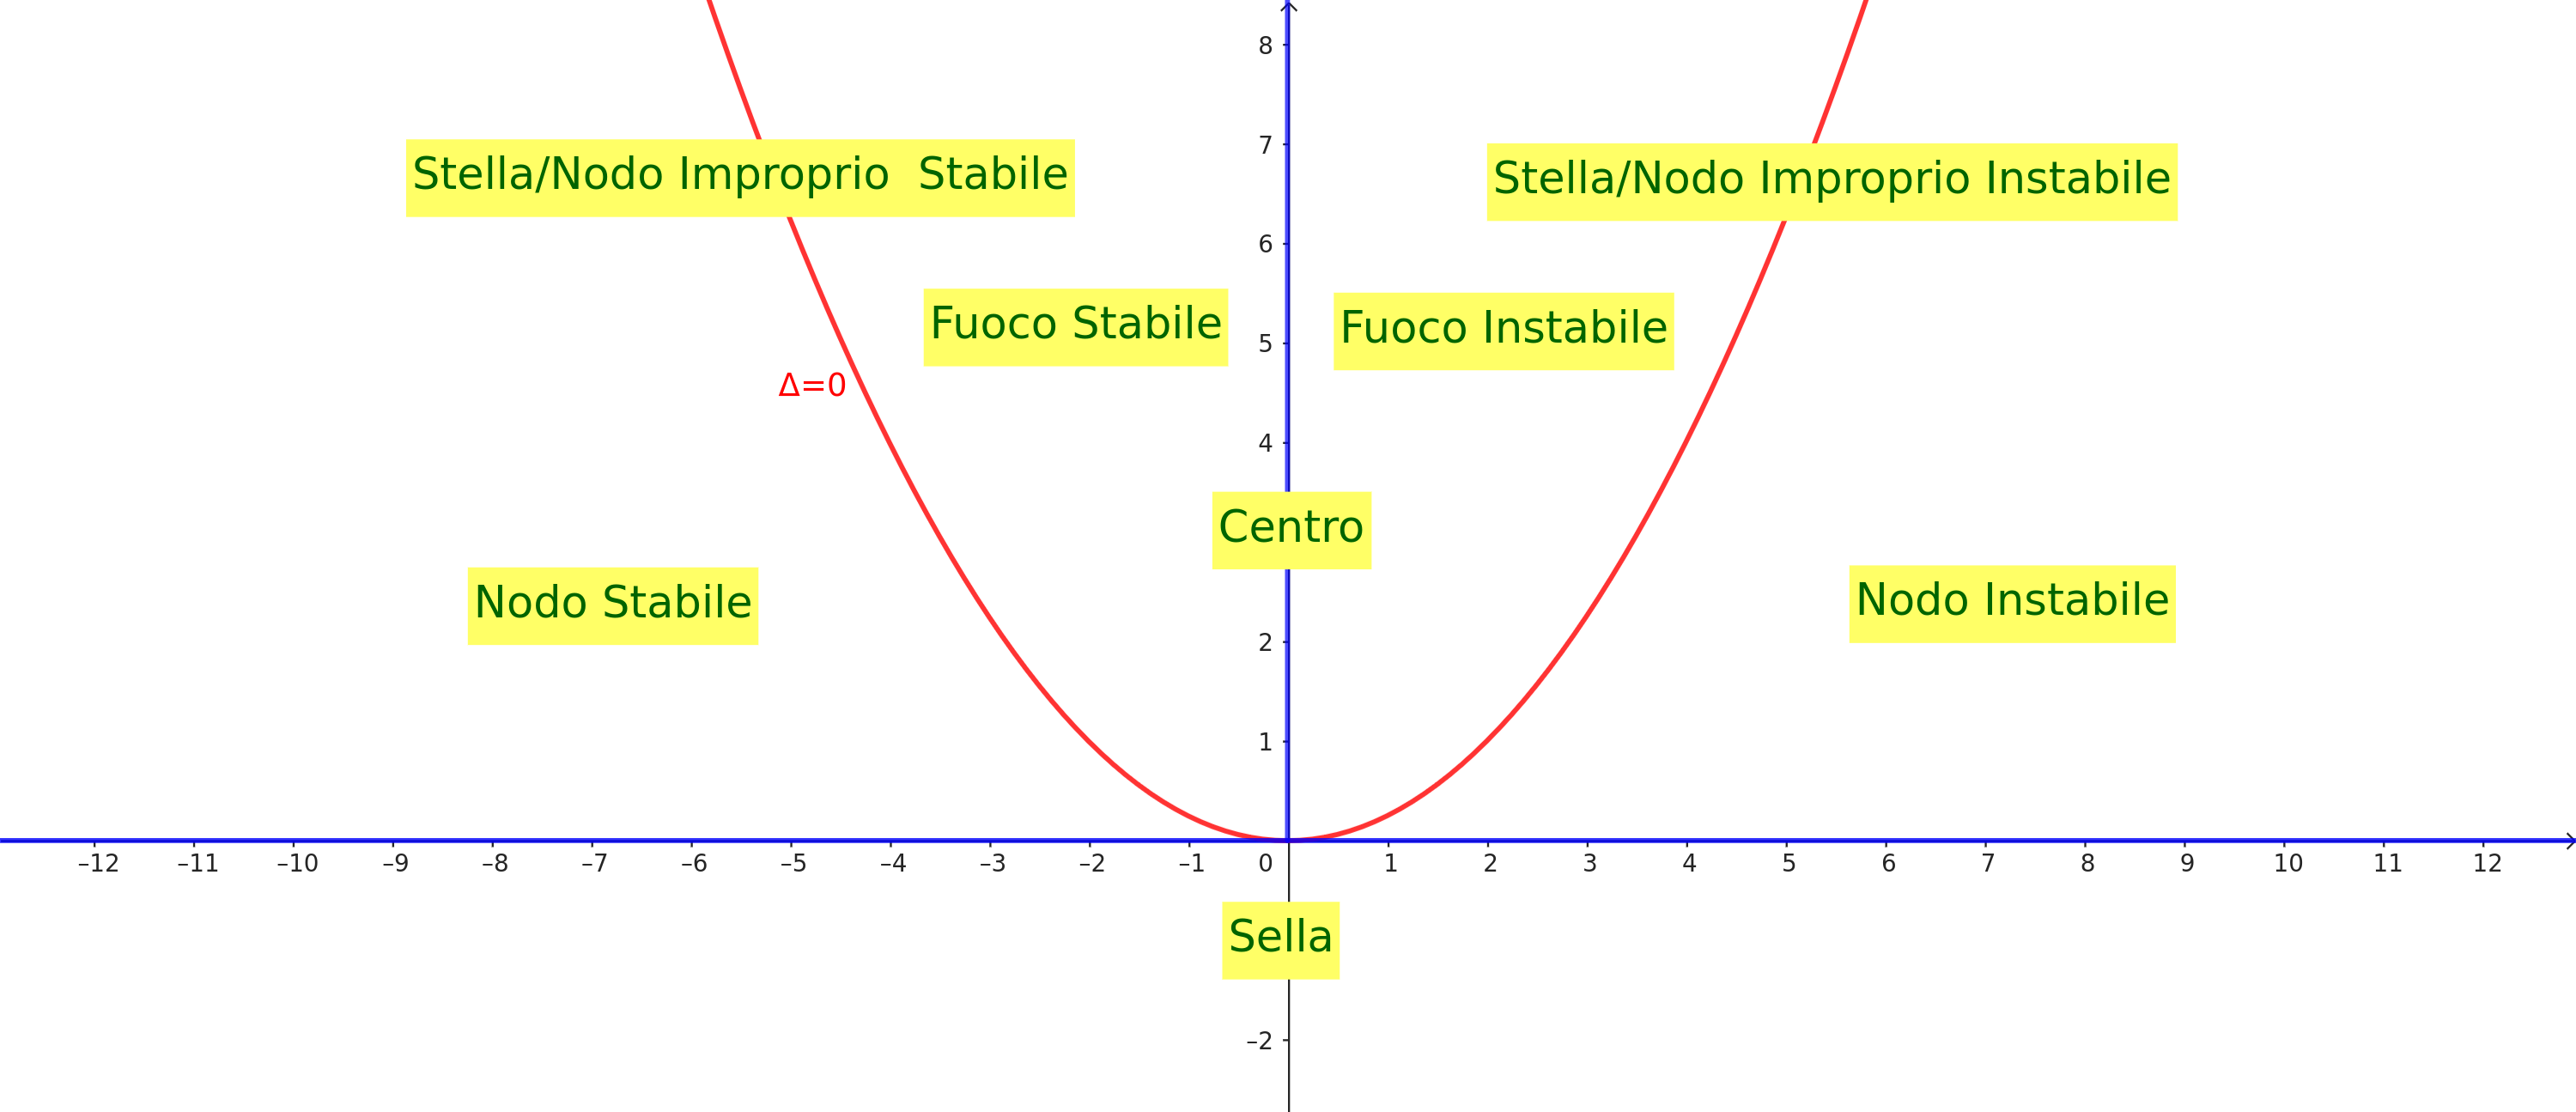 8
7
Stella/Nodo Improprio  Stabile
Stella/Nodo Improprio Instabile
6
Fuoco Stabile
Fuoco Instabile
5
Δ=0
4
Centro
Nodo Stabile
Nodo Instabile
2
1
–12 –11 –10 –9 –8 –7 –6 –5 –4 –3 –2 –1 0 1 2 3 4 5 6 7 8 9 10 11 12
Sella
–2